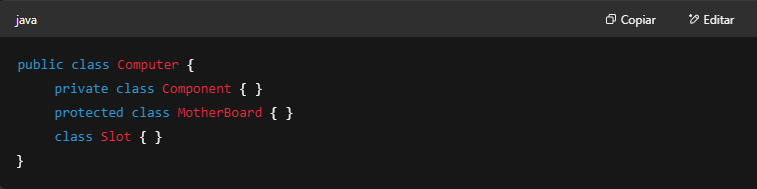 java Copiar Editar
public class Computer {
    private class Component { }
    protected class MotherBoard { }
    class Slot { }
}